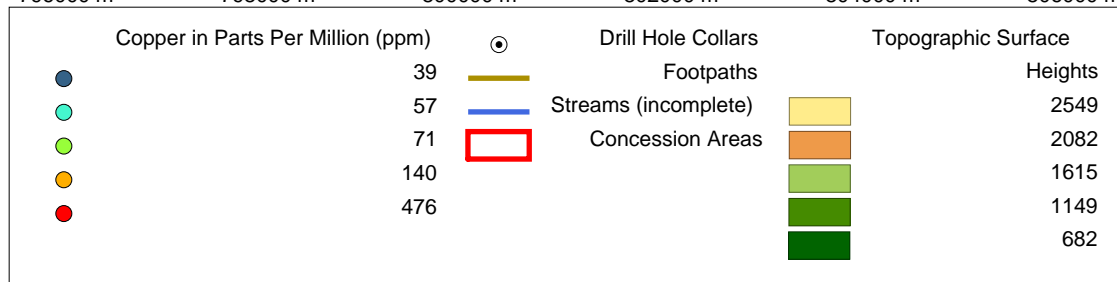 Copper in Parts Per Million (ppm)
39
57
71
140
476
Drill Hole Collars
Footpaths
Streams (incomplete)
Concession Areas
Topographic Surface
Heights
2549
2082
1615
1149
682